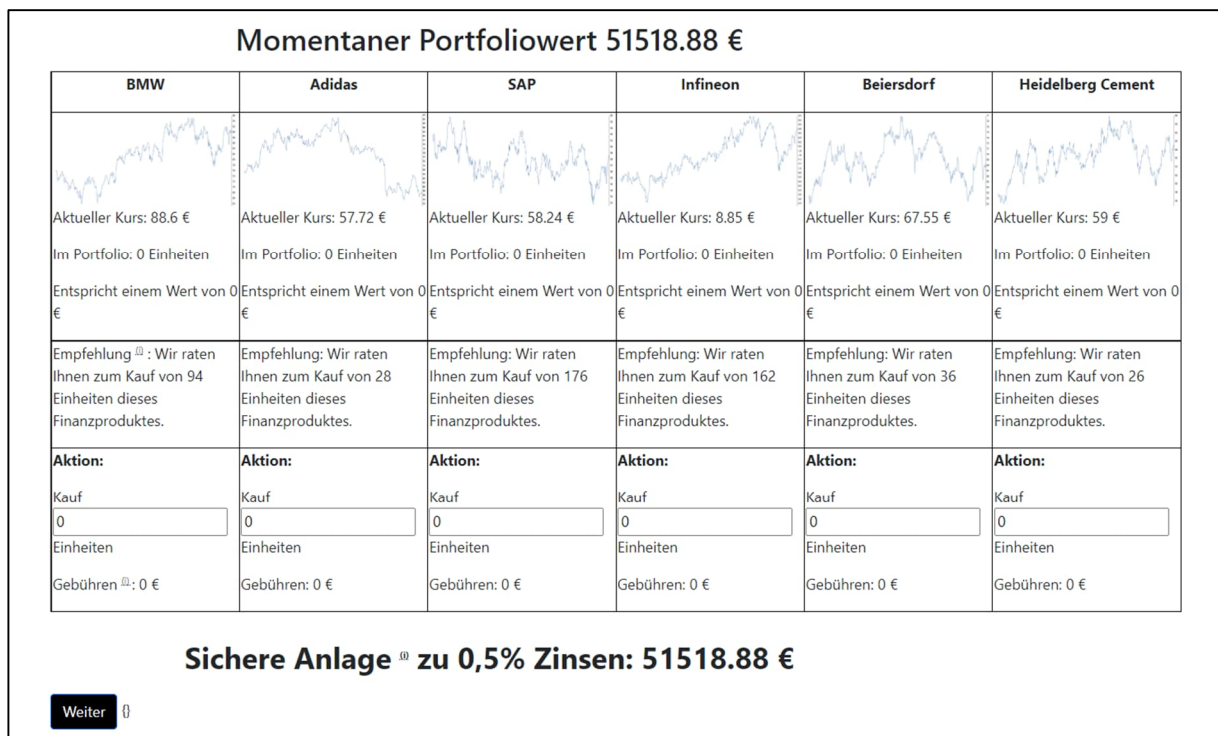 Momentaner Portfoliowert 51518.88 €
BMW Adidas SAP Infineon Beiersdorf Heidelberg Cement
Aktueller Kurs: 88.6 € Aktueller Kurs: 57.72 € Aktueller Kurs: 58.24 € Aktueller Kurs: 8.85 € Aktueller Kurs: 67.55 € Aktueller Kurs: 59 €
Im Portfolio: 0 Einheiten Im Portfolio: 0 Einheiten Im Portfolio: 0 Einheiten Im Portfolio: 0 Einheiten Im Portfolio: 0 Einheiten Im Portfolio: 0 Einheiten
Entspricht einem Wert von 0 Entspricht einem Wert von 0 Entspricht einem Wert von 0 Entspricht einem Wert von 0 Entspricht einem Wert von 0 Entspricht einem Wert von 0
€ € € € € €
Empfehlung : Wir raten Empfehlung: Wir raten Empfehlung: Wir raten Empfehlung: Wir raten Empfehlung: Wir raten Empfehlung: Wir raten
Ihnen zum Kauf von 94 Ihnen zum Kauf von 28 Ihnen zum Kauf von 176 Ihnen zum Kauf von 162 Ihnen zum Kauf von 36 Ihnen zum Kauf von 26
Einheiten dieses Einheiten dieses Einheiten dieses Einheiten dieses Einheiten dieses Einheiten dieses
Finanzproduktes. Finanzproduktes. Finanzproduktes. Finanzproduktes. Finanzproduktes. Finanzproduktes.
Aktion: Aktion: Aktion: Aktion: Aktion: Aktion:
Kauf Kauf Kauf Kauf Kauf Kauf
0 0 0 0 0 0
Einheiten Einheiten Einheiten Einheiten Einheiten Einheiten
Gebühren : 0 € Gebühren: 0 € Gebühren: 0 € Gebühren: 0 € Gebühren: 0 € Gebühren: 0 €
Sichere Anlage zu 0,5% Zinsen: 51518.88 €
Weiter {}